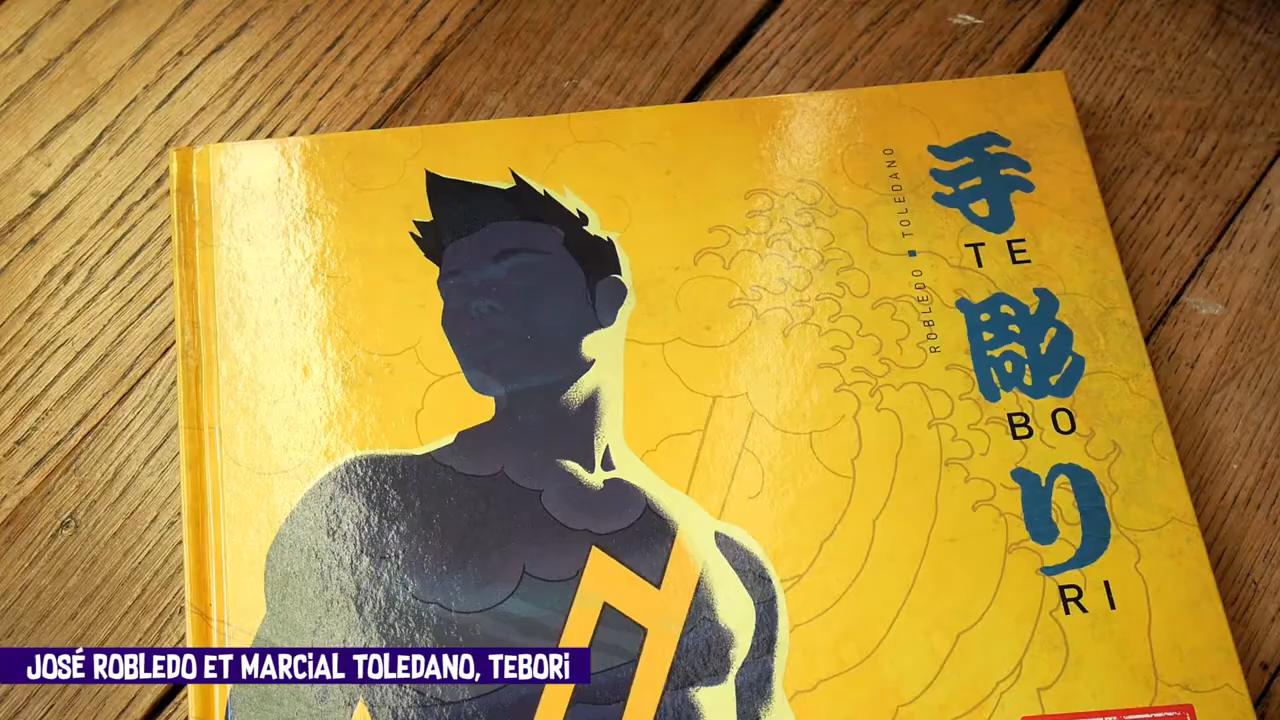 ROBLEDO ■ TOLEDANO
手
TE
彫
BO
り
RI
JOSÉ ROBLEDO ET MARCIAL TOLEDANO, TEBORI